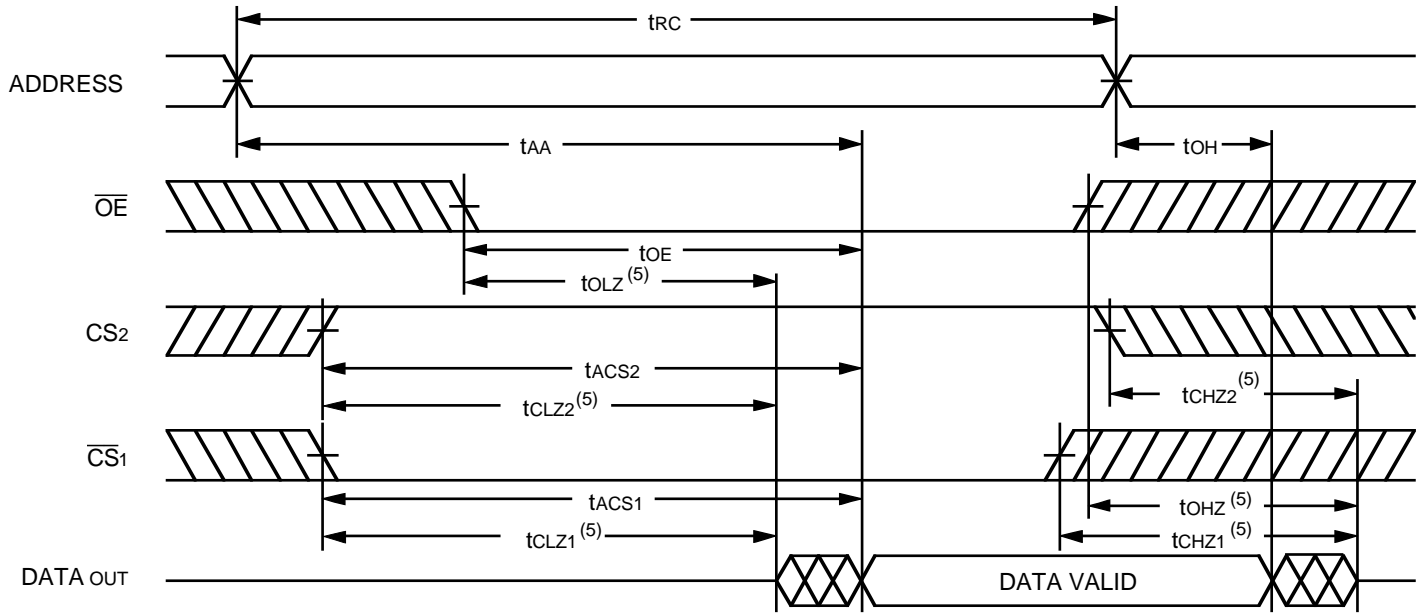 tRC
ADDRESS
tAA
tOH
OE
tOE
tOLZ (5)
CS2
tACS2
tCLZ2 (5)
tCHZ2 (5)
CS1
tACS1
tOHZ (5)
tCLZ1 (5)
tCHZ1 (5)
DATA OUT
DATA VALID